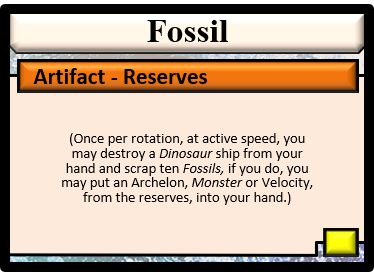 Fossil
Artifact - Reserves
(Once per rotation, at active speed, you
may destroy a Dinosaur ship from your
hand and scrap ten Fossils, if you do, you
may put an Archelon, Monster or Velocity,
from the reserves, into your hand.)